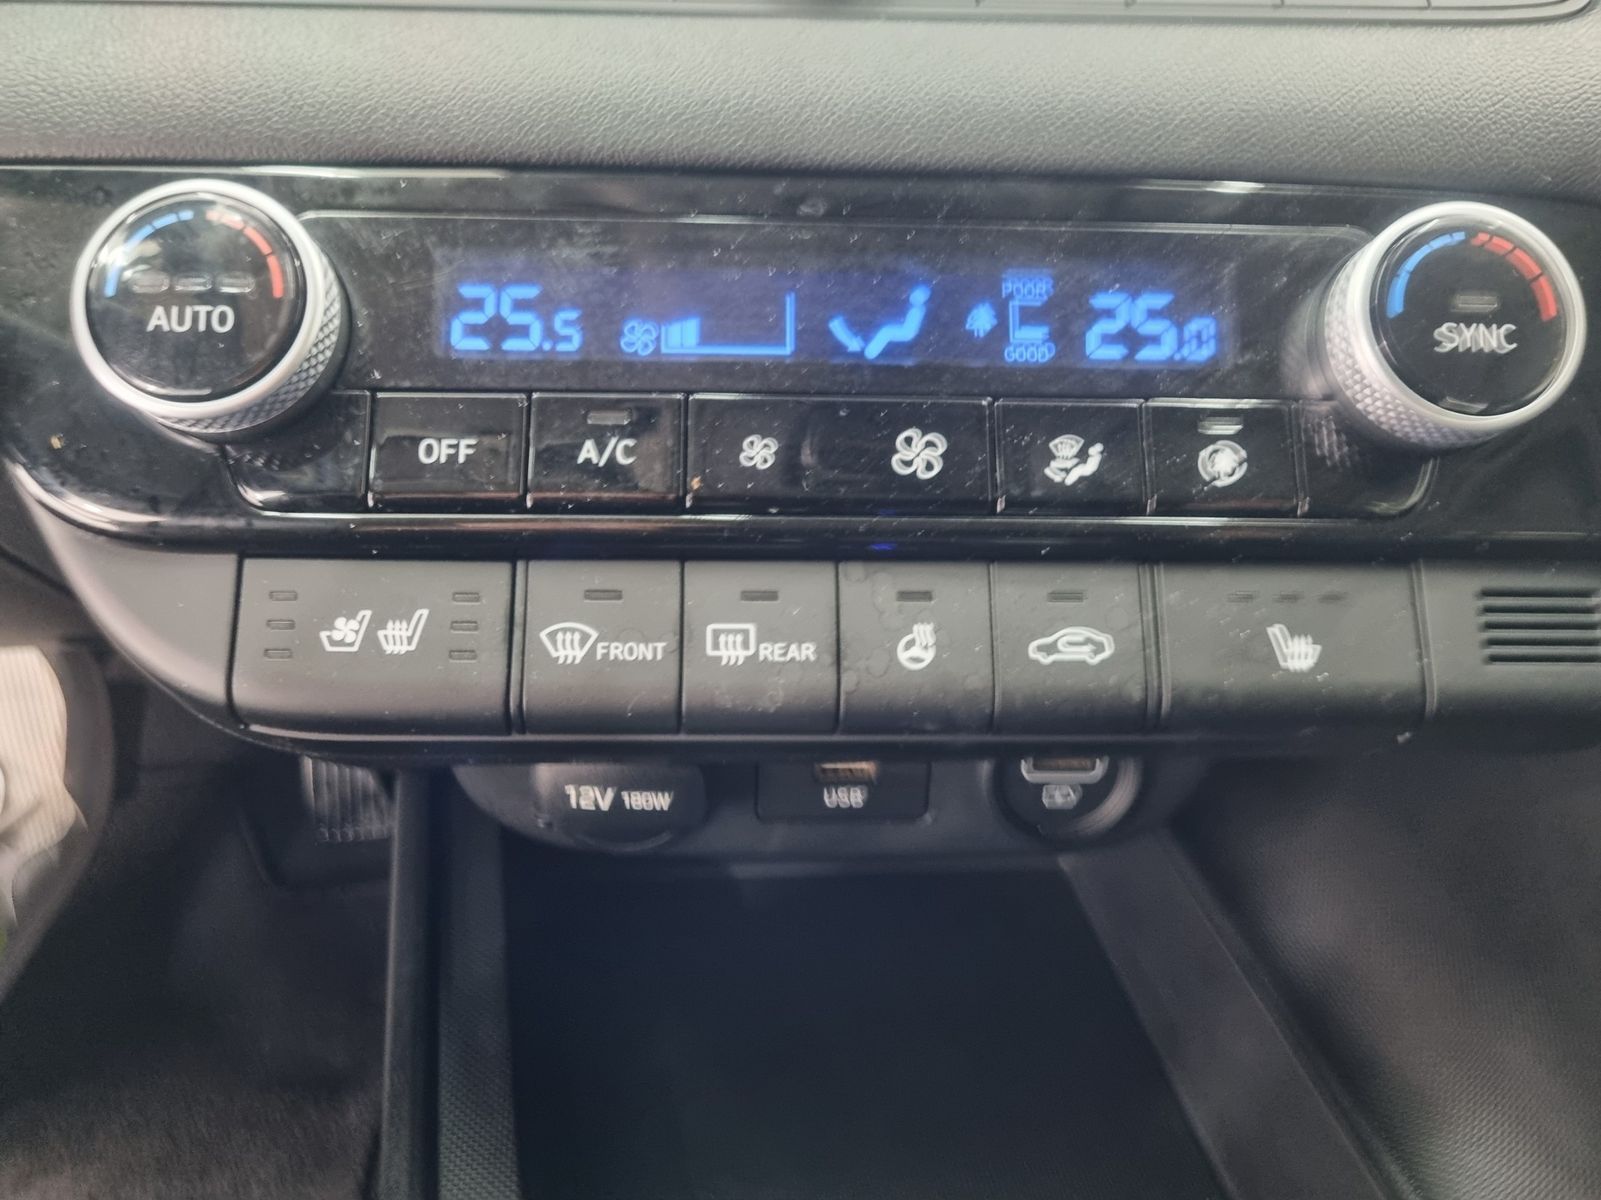 AUTO
25.5
POOR
GOOD
25.0
SYNC
OFF
A/C
FRONT
REAR
12V 180W
USB